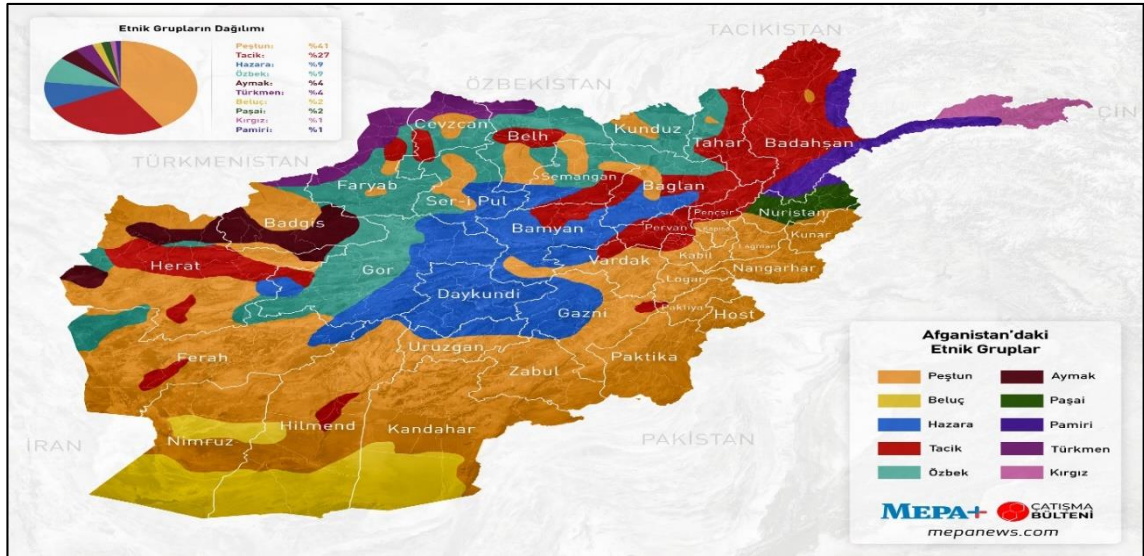 Etnik Grupların Dağılımı
Peştun: %41
Tacik: %27
Hazara: %9
Özbek: %9
Aymak: %4
Türkmen: %4
Beluç: %2
Paşai: %2
Kırgız: %1
Pamiri: %1
TACİKİSTAN
ÖZBEKİSTAN
ÇİN
TÜRKMENİSTAN
Cevzcan
Belh
Kunduz
Tahar
Badahşan
Faryab
Semangan
Baglan
Ser-i Pul
Badgis
Bamyan
Pençşir
Nuristan
Pervan
Kapisa
Kunar
Lagman
Herat
Gor
Vardak
Kabil
Nangarhar
Logar
Daykundi
Gazni
Paktiya
Host
Uruzgan
Ferah
Zabul
Paktika
Nimruz
Hilmend
Kandahar
İRAN
PAKİSTAN
Afganistan'daki
Etnik Gruplar
Peştun Aymak
Beluç Paşai
Hazara Pamiri
Tacik Türkmen
Özbek Kırgız
MEPA+ ÇATIŞMA
BÜLTENİ
mepanews.com